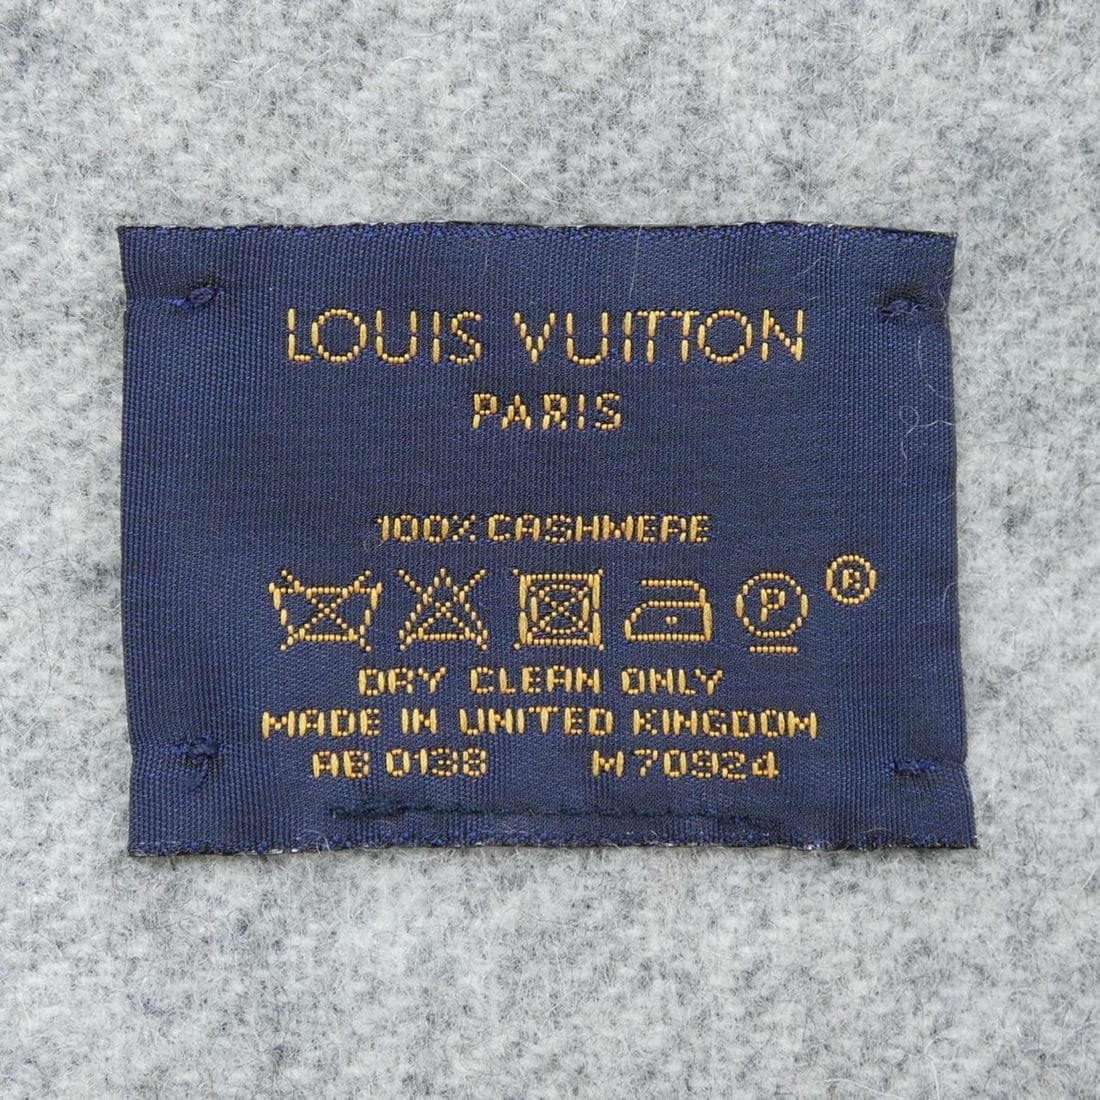 LOUIS VUITTON
PARIS
100% CASHMERE
P ®
DRY CLEAN ONLY
MADE IN UNITED KINGDOM
AB 0138 M70924